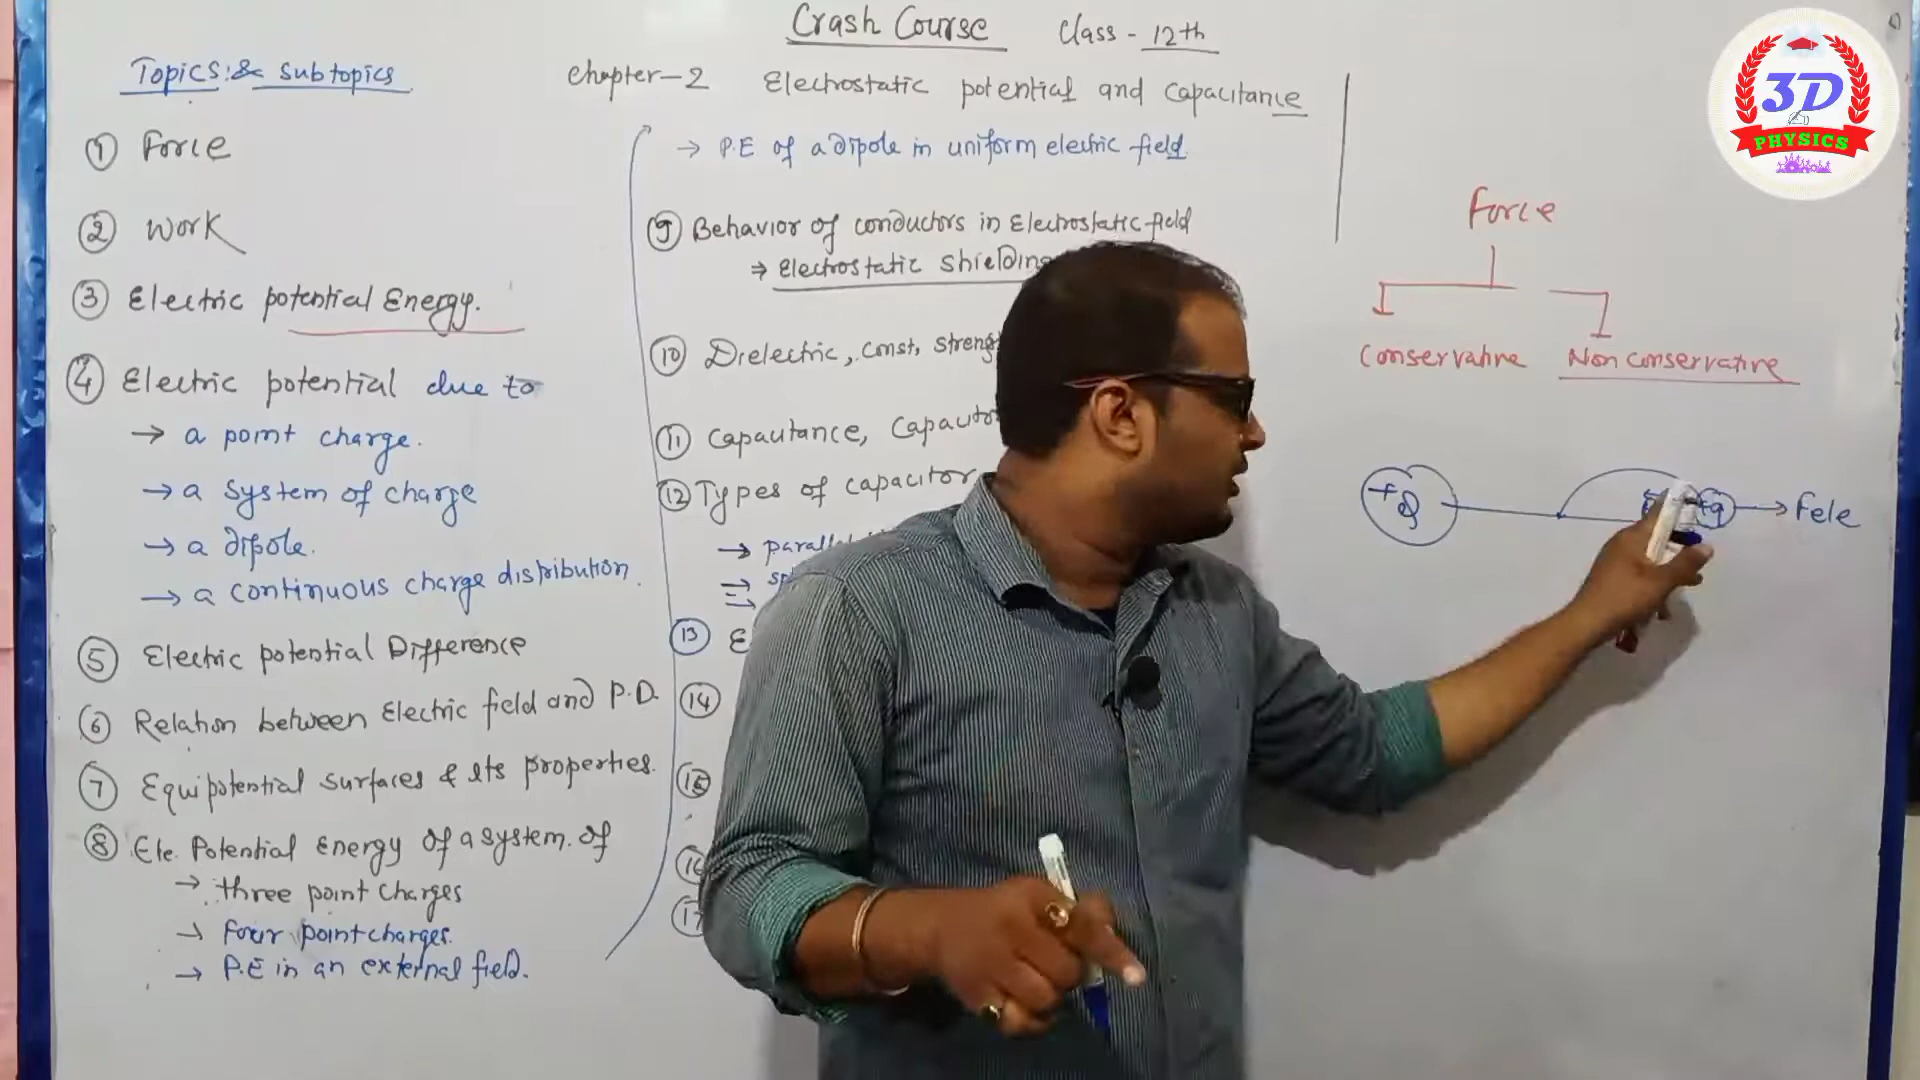 Crash Course Class - 12th
Topics & Subtopics
Chapter-2 Electrostatic potential and Capacitance
① Force
② Work
③ Electric potential Energy.
④ Electric potential due to
→ a point charge.
→ a system of charge
→ a dipole.
→ a continuous charge distribution.
⑤ Electric potential Difference
⑥ Relation between Electric field and P.D.
⑦ Equipotential surfaces & its properties.
⑧ Ele. Potential Energy of a system of
→ three point charges
→ four point charges.
→ P.E in an external field.
→ P.E of a dipole in uniform electric field.
⑨ Behavior of conductors in Electrostatic field
⇒ Electrostatic Shielding
⑩ Dielectric, Const,
⑪ Capacitance,
⑫ Types of capacitor
⑬
⑭
⑮
⑯
⑰
Force
Conservative Non conservative
+Q +q → Fele
3D
PHYSICS